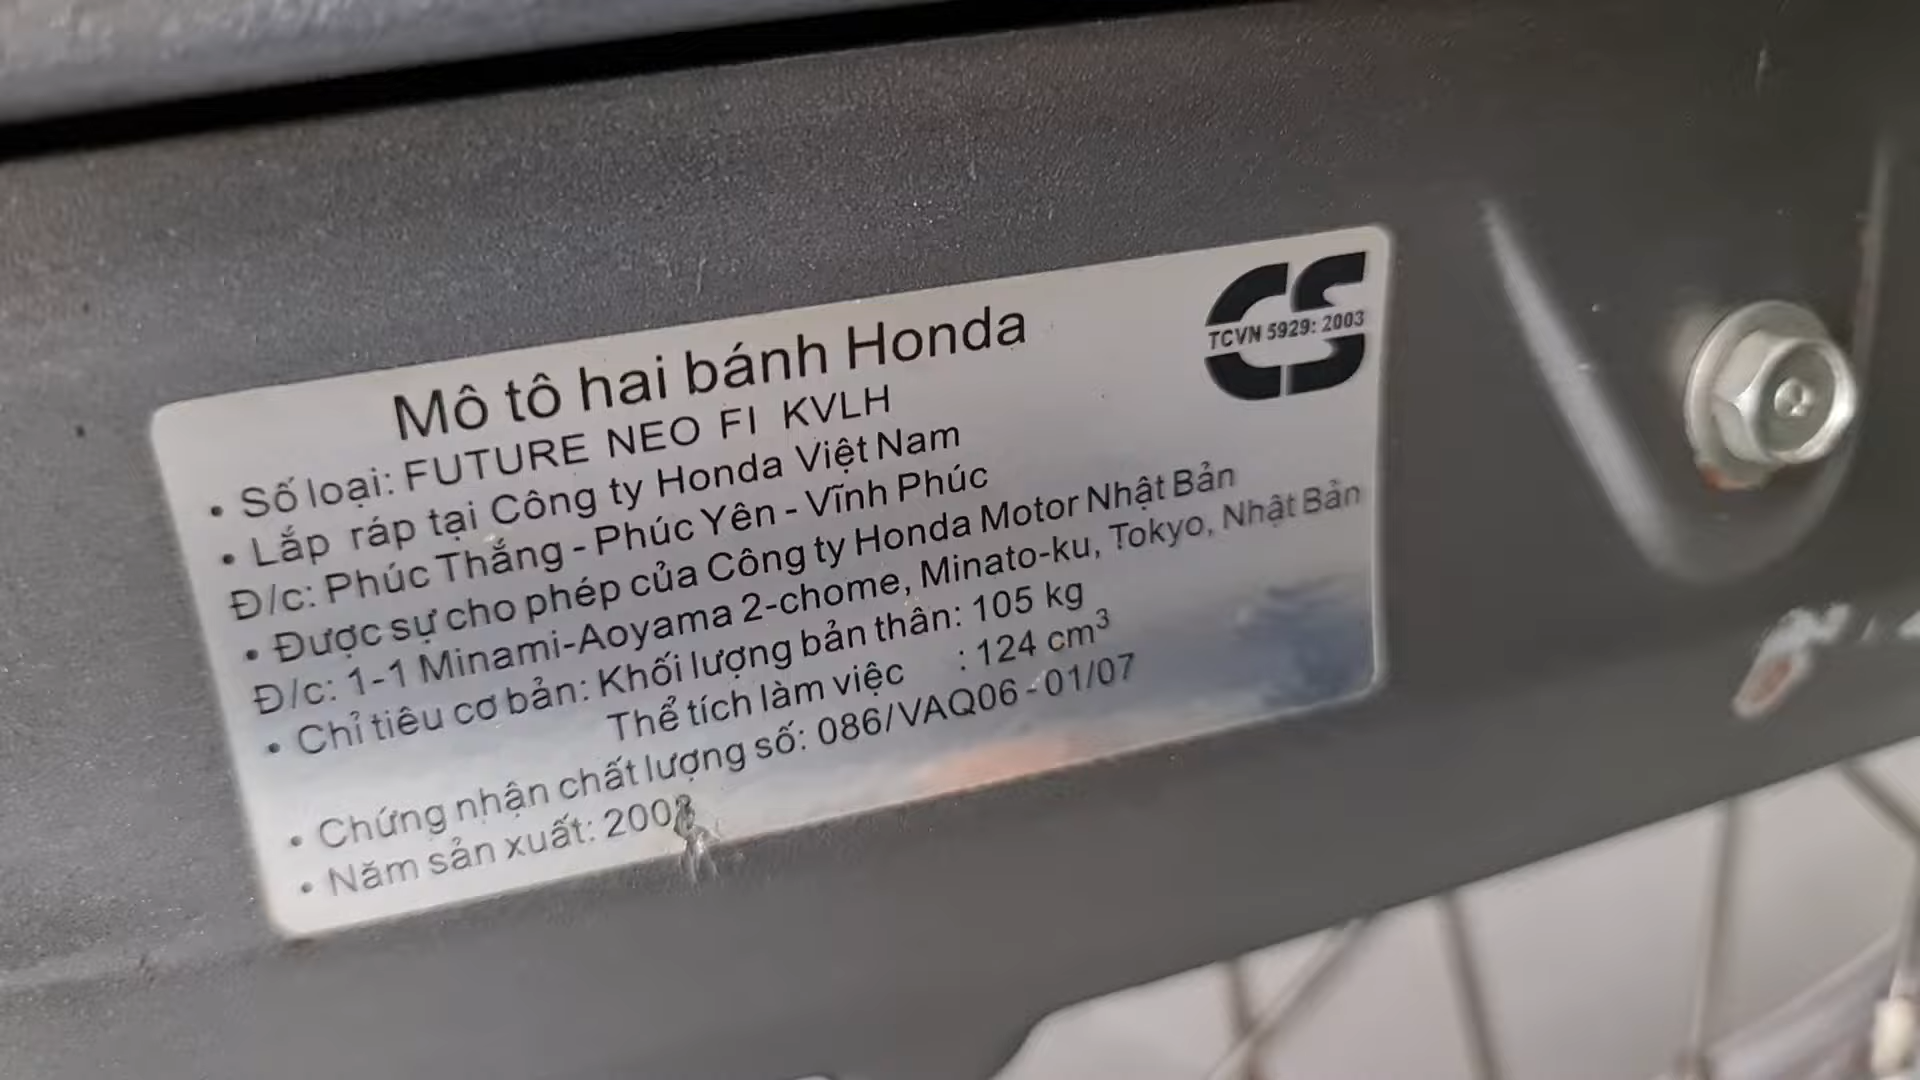 CS
TCVN 5929: 2003
Mô tô hai bánh Honda
• Số loại: FUTURE NEO FI KVLH
• Lắp ráp tại Công ty Honda Việt Nam
Đ/c: Phúc Thắng - Phúc Yên - Vĩnh Phúc
• Được sự cho phép của Công ty Honda Motor Nhật Bản
Đ/c: 1-1 Minami-Aoyama 2-chome, Minato-ku, Tokyo, Nhật Bản
• Chỉ tiêu cơ bản: Khối lượng bản thân: 105 kg
Thể tích làm việc : 124 cm³
• Chứng nhận chất lượng số: 086/VAQ06 - 01/07
• Năm sản xuất: